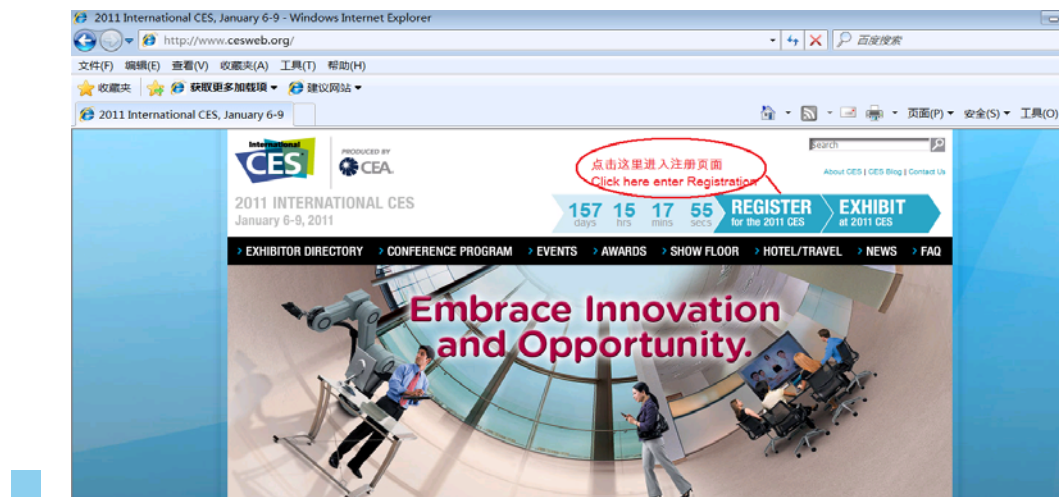 2011 International CES, January 6-9 - Windows Internet Explorer
http://www.cesweb.org/
百度搜索
文件(F) 编辑(E) 查看(V) 收藏夹(A) 工具(T) 帮助(H)
收藏夹 获取更多加载项 建议网站
2011 International CES, January 6-9
页面(P) 安全(S) 工具(O)
International
CES
PRODUCED BY
CEA.
点击这里进入注册页面
Click here enter Registration
search
About CES | CES Blog | Contact Us
2011 INTERNATIONAL CES
January 6-9, 2011
157 15 17 55
days hrs mins secs
REGISTER
for the 2011 CES
EXHIBIT
at 2011 CES
EXHIBITOR DIRECTORY CONFERENCE PROGRAM EVENTS AWARDS SHOW FLOOR HOTEL/TRAVEL NEWS FAQ
Embrace Innovation
and Opportunity.